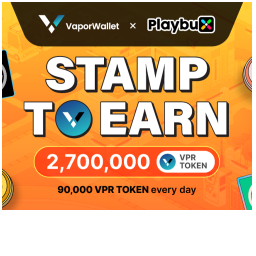 VaporWallet × Playbux
STAMP
TO EARN
2,700,000 VPR
TOKEN
90,000 VPR TOKEN every day